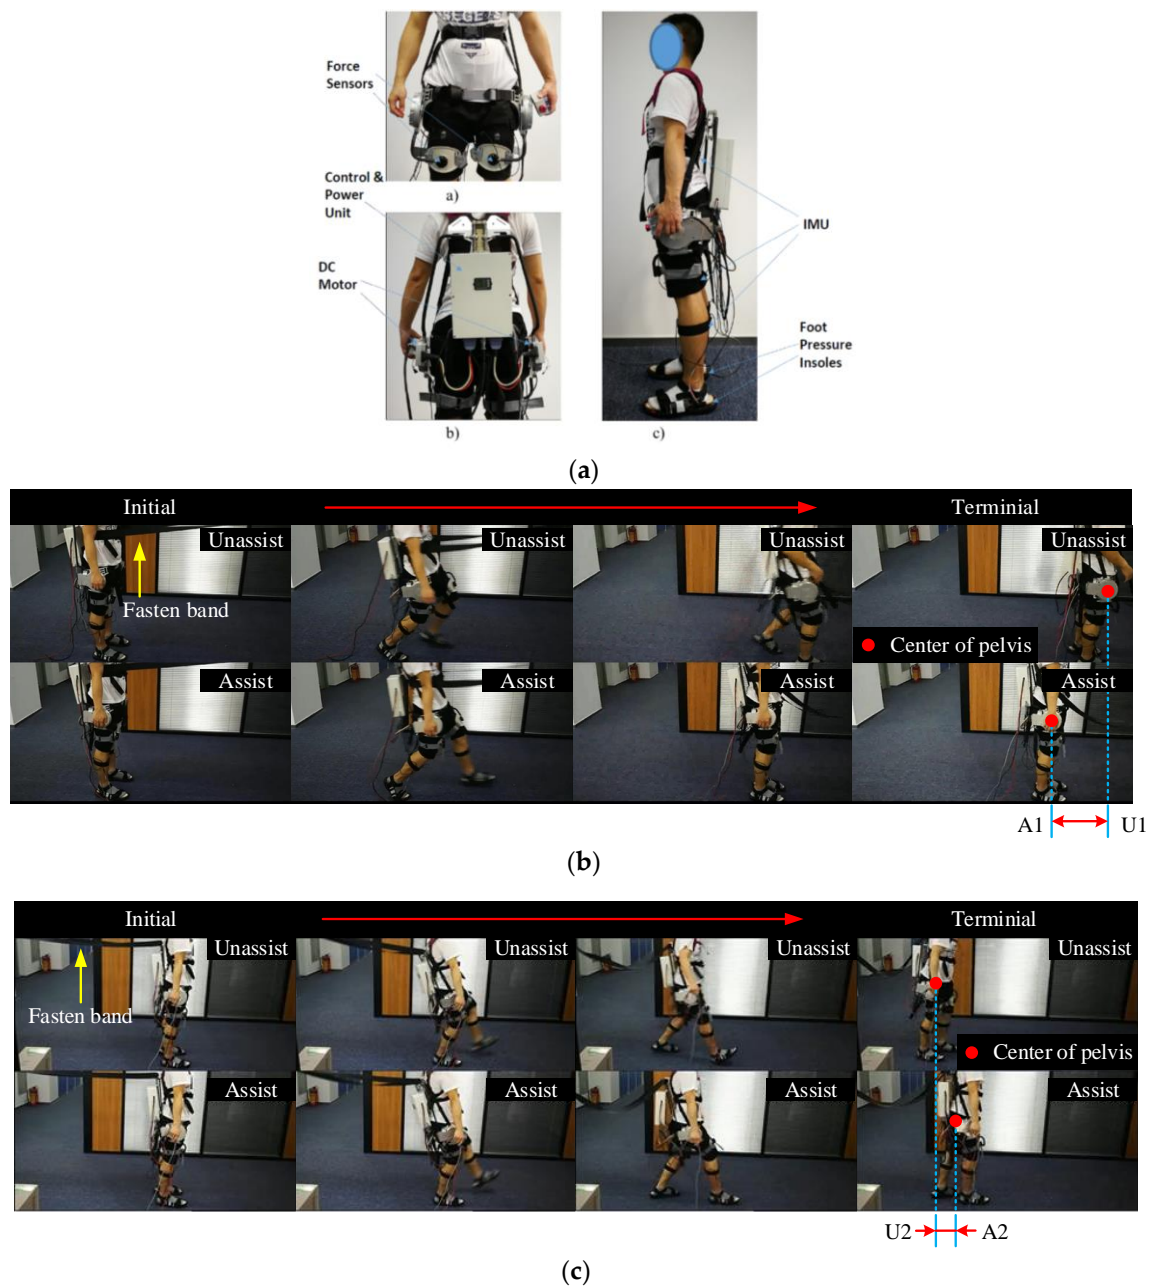 Force
Sensors
Control &
Power
Unit
a)
DC
Motor
b)
IMU
Foot
Pressure
Insoles
c)
(a)
Initial
Terminial
Unassist
Unassist
Unassist
Unassist
Fasten band
Center of pelvis
Assist
Assist
Assist
Assist
A1
U1
(b)
Initial
Terminial
Unassist
Unassist
Unassist
Unassist
Fasten band
Center of pelvis
Assist
Assist
Assist
Assist
U2
A2
(c)